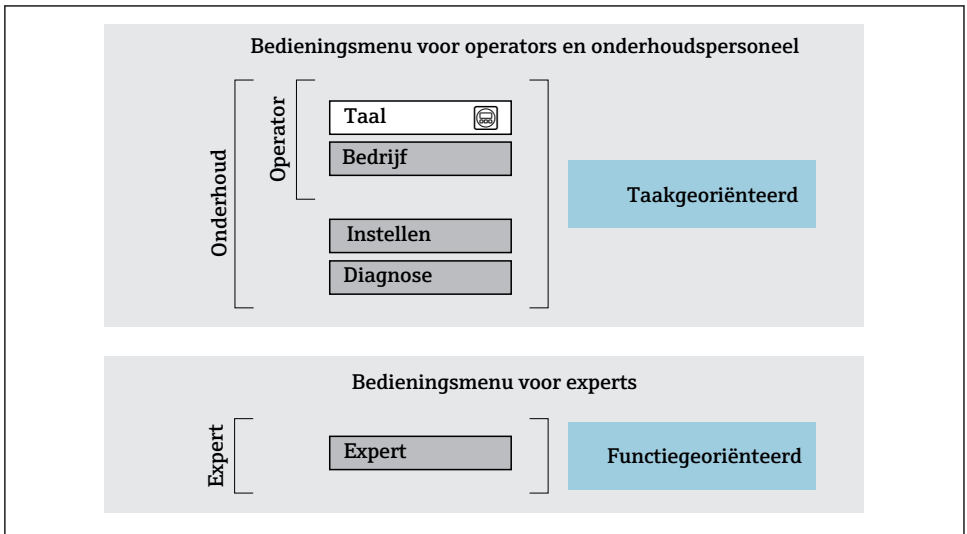 Bedieningsmenu voor operators en onderhoudspersoneel
Onderhoud
Operator
Taal
Bedrijf
Instellen
Diagnose
Taakgeoriënteerd
Bedieningsmenu voor experts
Expert
Expert
Functiegeoriënteerd